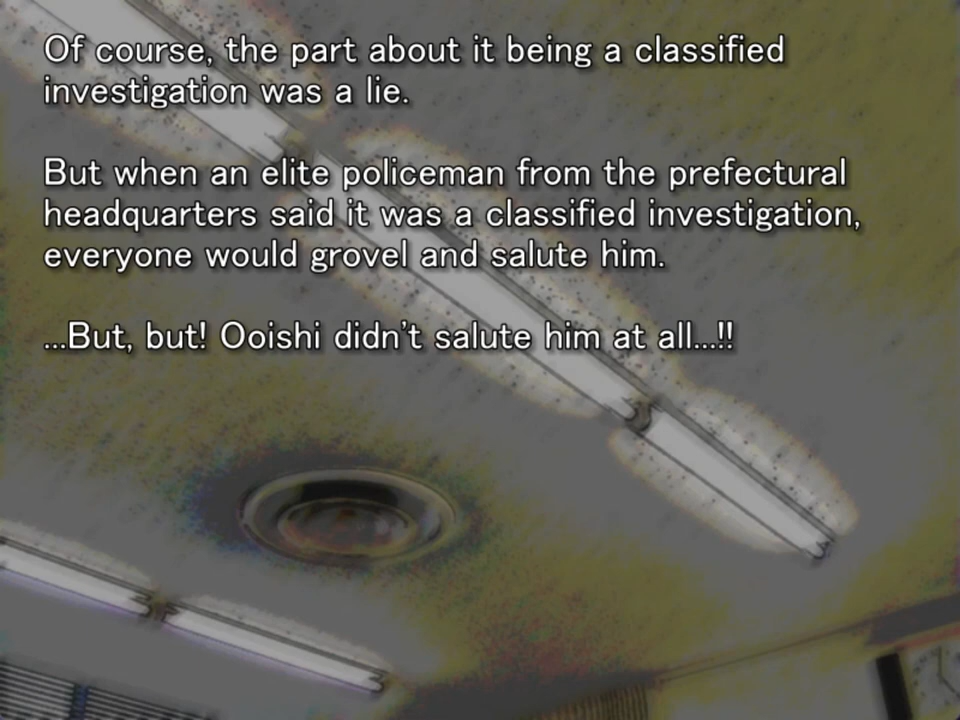 Of course, the part about it being a classified
investigation was a lie.
But when an elite policeman from the prefectural
headquarters said it was a classified investigation,
everyone would grovel and salute him.
...But, but! Ooishi didn't salute him at all...!!